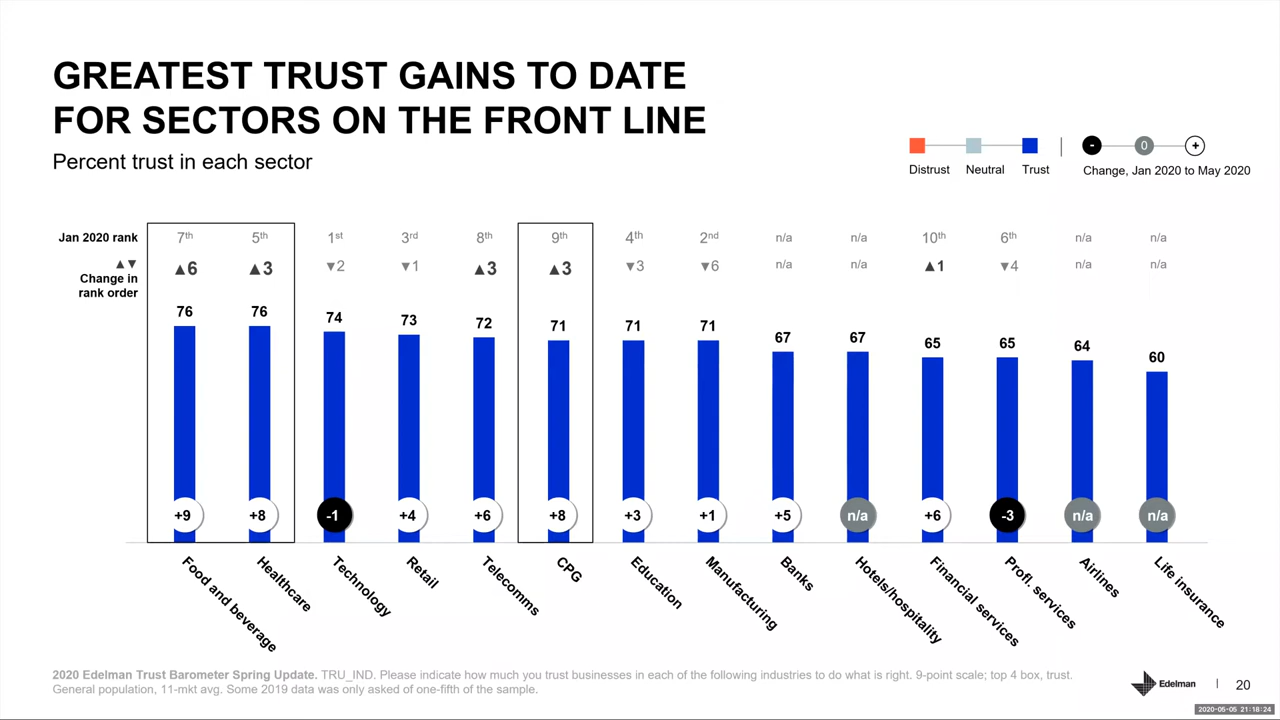 GREATEST TRUST GAINS TO DATE
FOR SECTORS ON THE FRONT LINE
Percent trust in each sector
Distrust Neutral Trust
- 0 +
Change, Jan 2020 to May 2020
Jan 2020 rank 7th 5th 1st 3rd 8th 9th 4th 2nd n/a n/a 10th 6th n/a n/a
▲▼
Change in
rank order
▲6 ▲3 ▼2 ▼1 ▲3 ▲3 ▼3 ▼6 n/a n/a ▲1 ▼4 n/a n/a
76 76 74 73 72 71 71 71 67 67 65 65 64 60
+9 +8 -1 +4 +6 +8 +3 +1 +5 n/a +6 -3 n/a n/a
Food and beverage
Healthcare
Technology
Retail
Telecomms
CPG
Education
Manufacturing
Banks
Hotels/hospitality
Financial services
Profl. services
Airlines
Life insurance
2020 Edelman Trust Barometer Spring Update. TRU_IND. Please indicate how much you trust businesses in each of the following industries to do what is right. 9-point scale; top 4 box, trust.
General population, 11-mkt avg. Some 2019 data was only asked of one-fifth of the sample.
Edelman | 20
2020-05-05 21:18:24